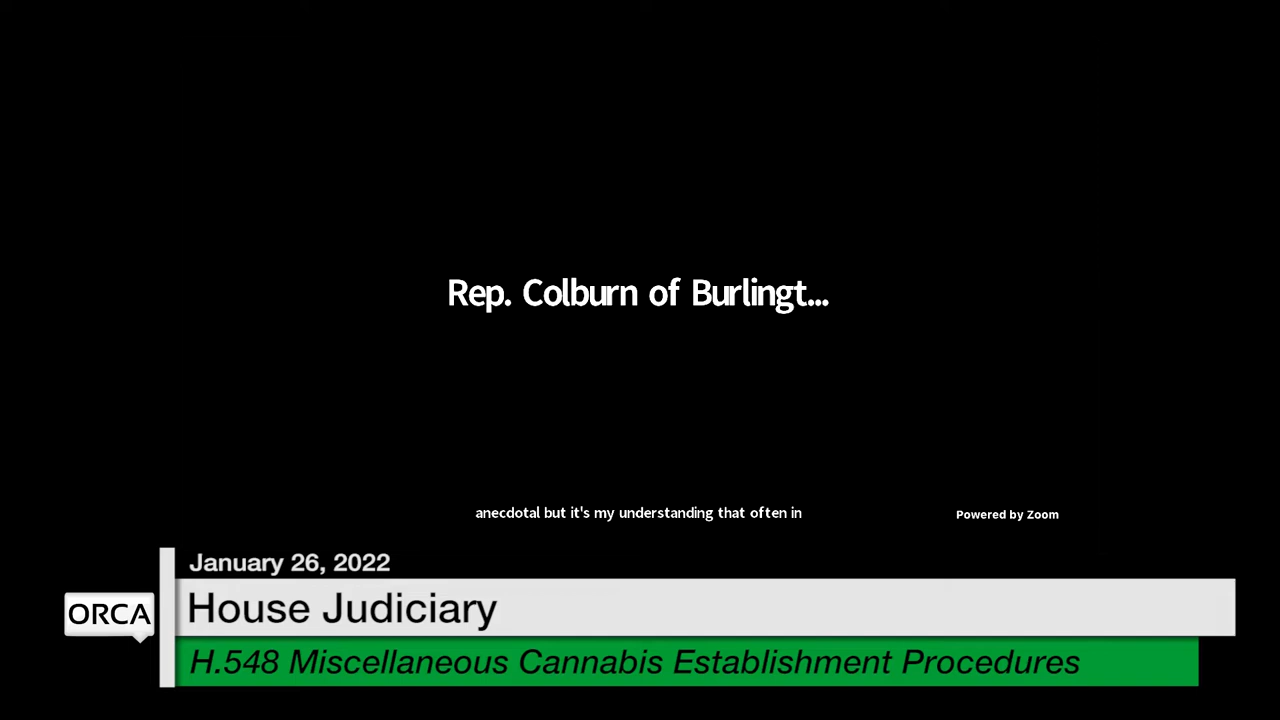 Rep. Colburn of Burlingt...
anecdotal but it's my understanding that often in
Powered by Zoom
January 26, 2022
ORCA
House Judiciary
H.548 Miscellaneous Cannabis Establishment Procedures